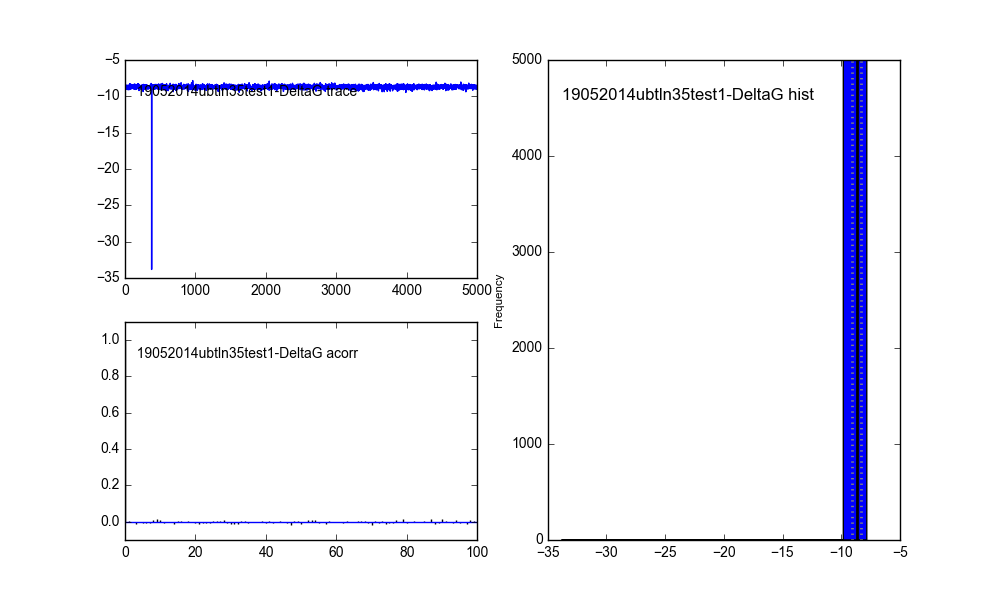 −5
−10
−15
−20
−25
−30
−35
0 1000 2000 3000 4000 5000
19052014ubtln35test1-DeltaG trace
1.0
0.8
0.6
0.4
0.2
0.0
0 20 40 60 80 100
19052014ubtln35test1-DeltaG acorr
Frequency
5000
4000
3000
2000
1000
0
−35 −30 −25 −20 −15 −10 −5
19052014ubtln35test1-DeltaG hist